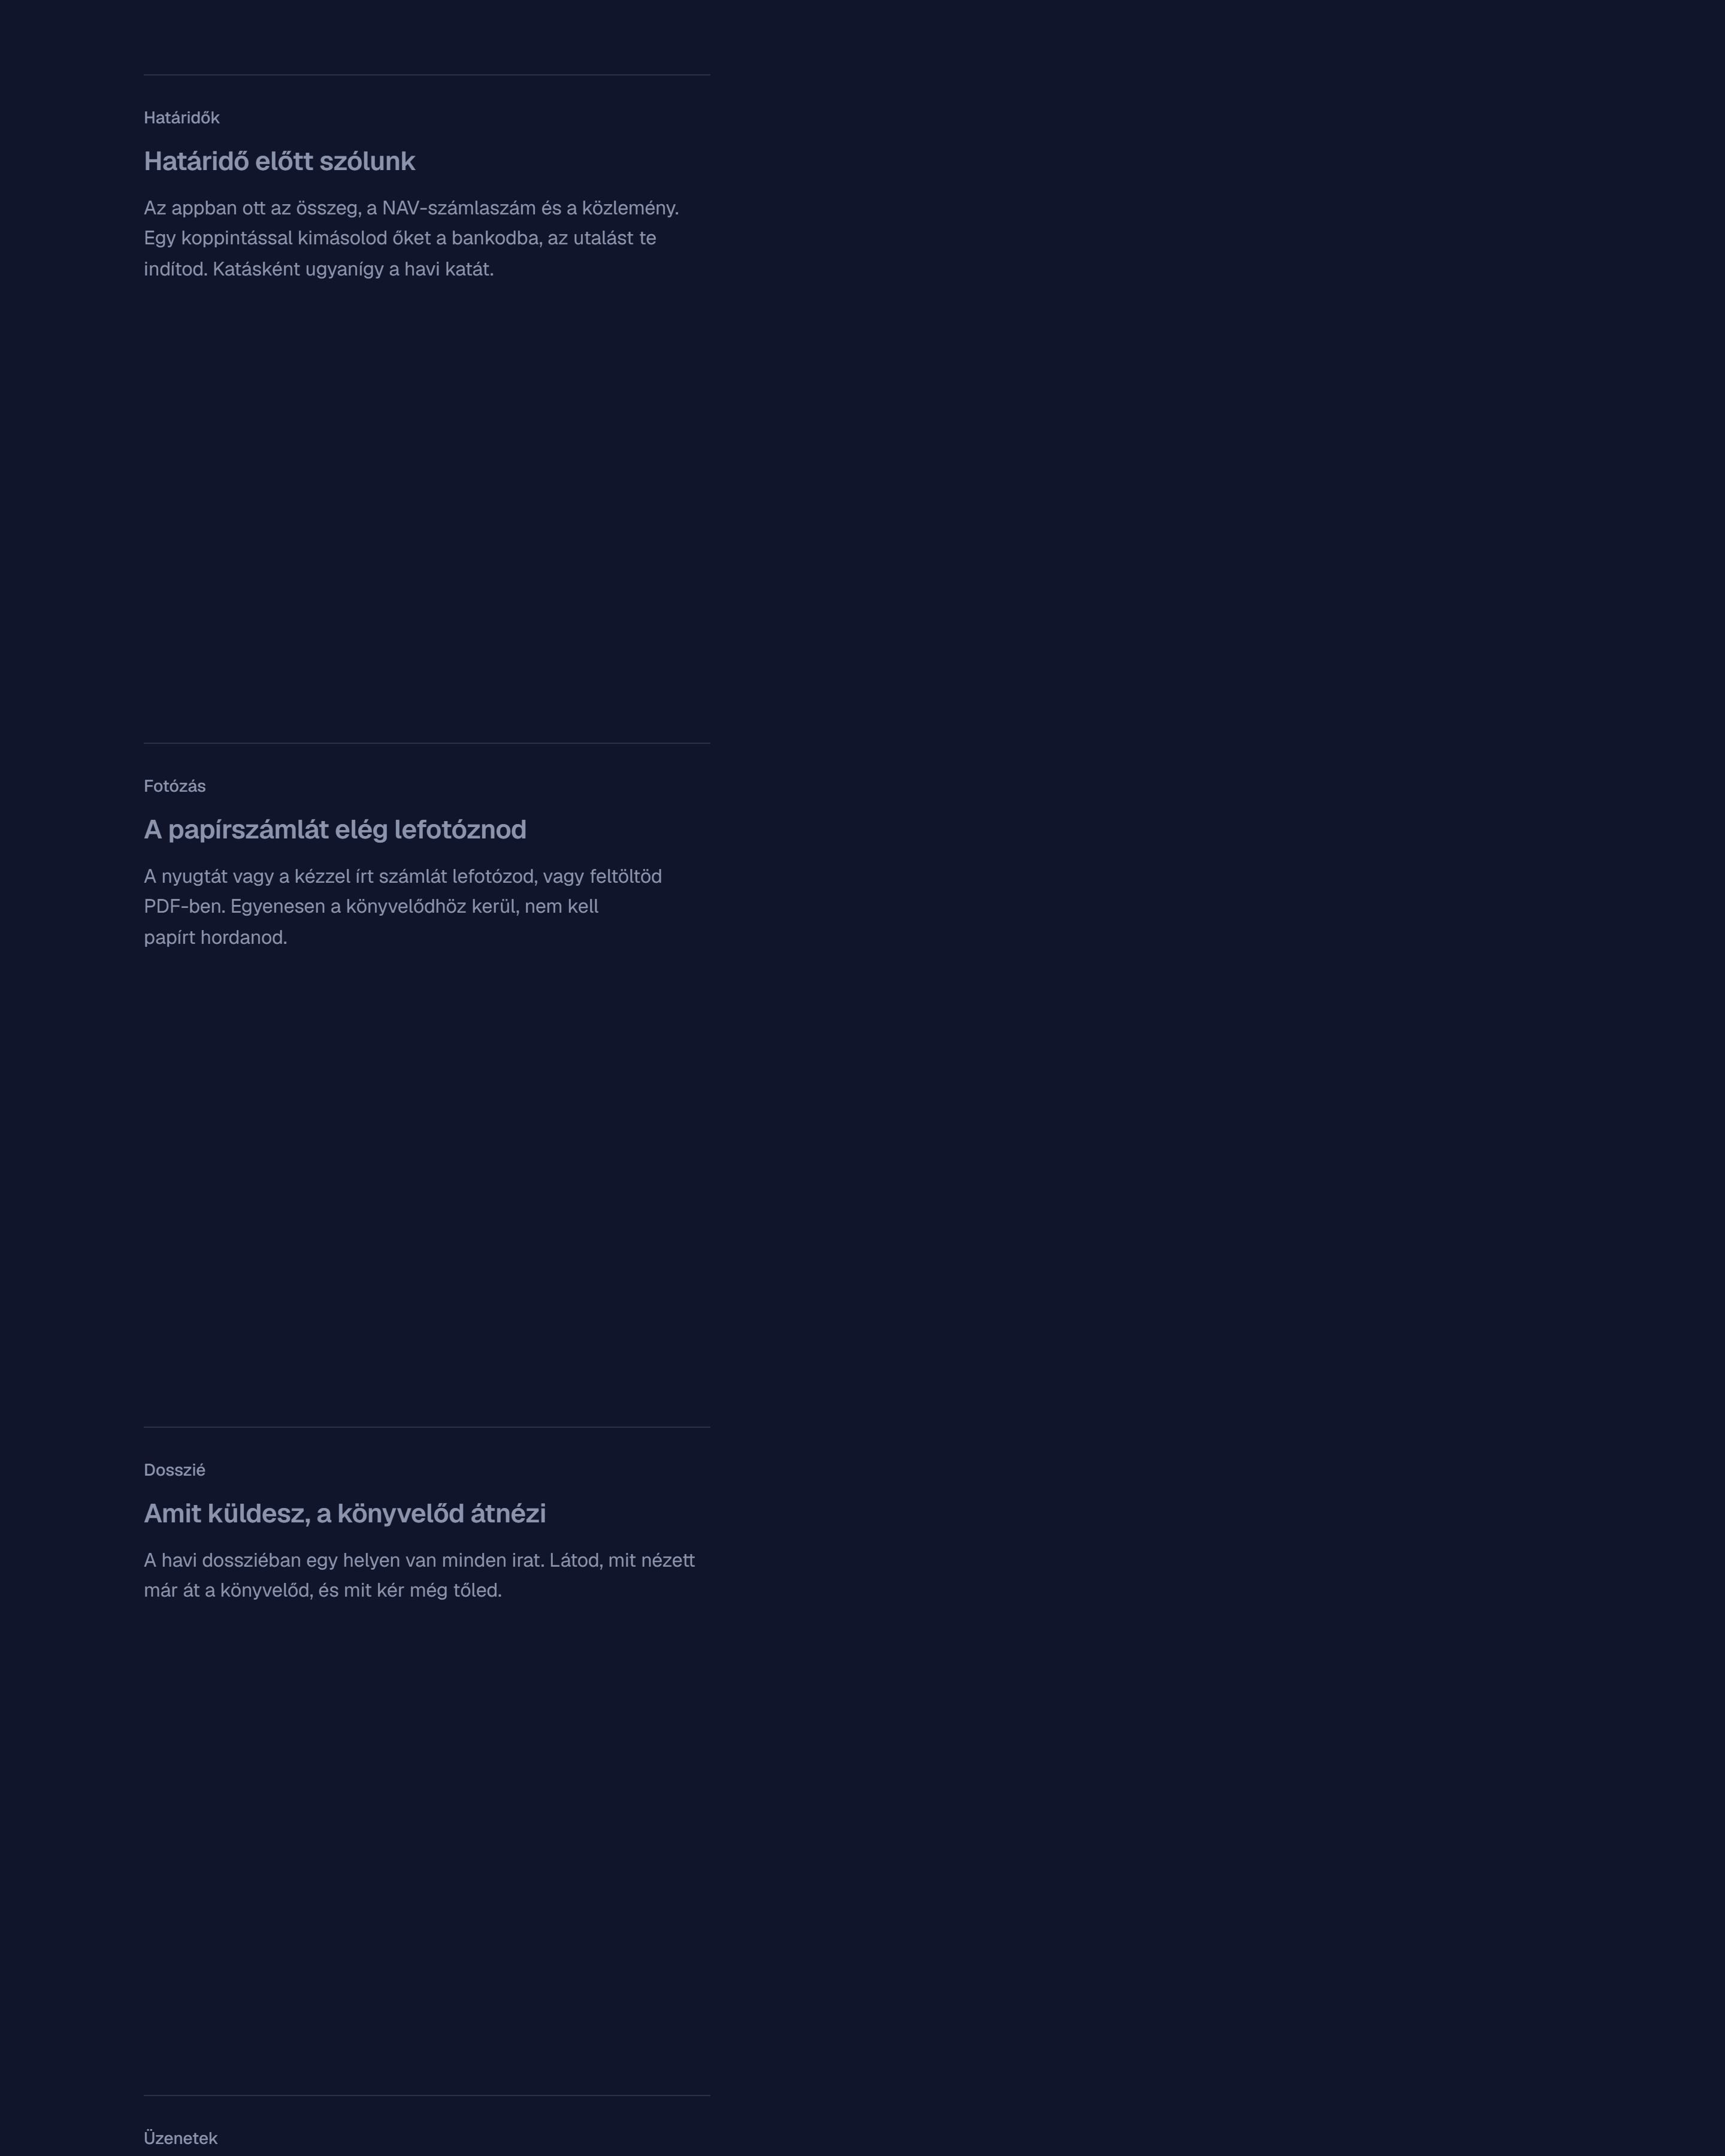 Határidők
Határidő előtt szólunk
Az appban ott az összeg, a NAV-számlaszám és a közlemény.
Egy koppintással kimásolod őket a bankodba, az utalást te
indítod. Katásként ugyanígy a havi katát.
Fotózás
A papírszámlát elég lefotóznod
A nyugtát vagy a kézzel írt számlát lefotózod, vagy feltöltöd
PDF-ben. Egyenesen a könyvelődhöz kerül, nem kell
papírt hordanod.
Dosszié
Amit küldesz, a könyvelőd átnézi
A havi dossziéban egy helyen van minden irat. Látod, mit nézett
már át a könyvelőd, és mit kér még tőled.
Üzenetek